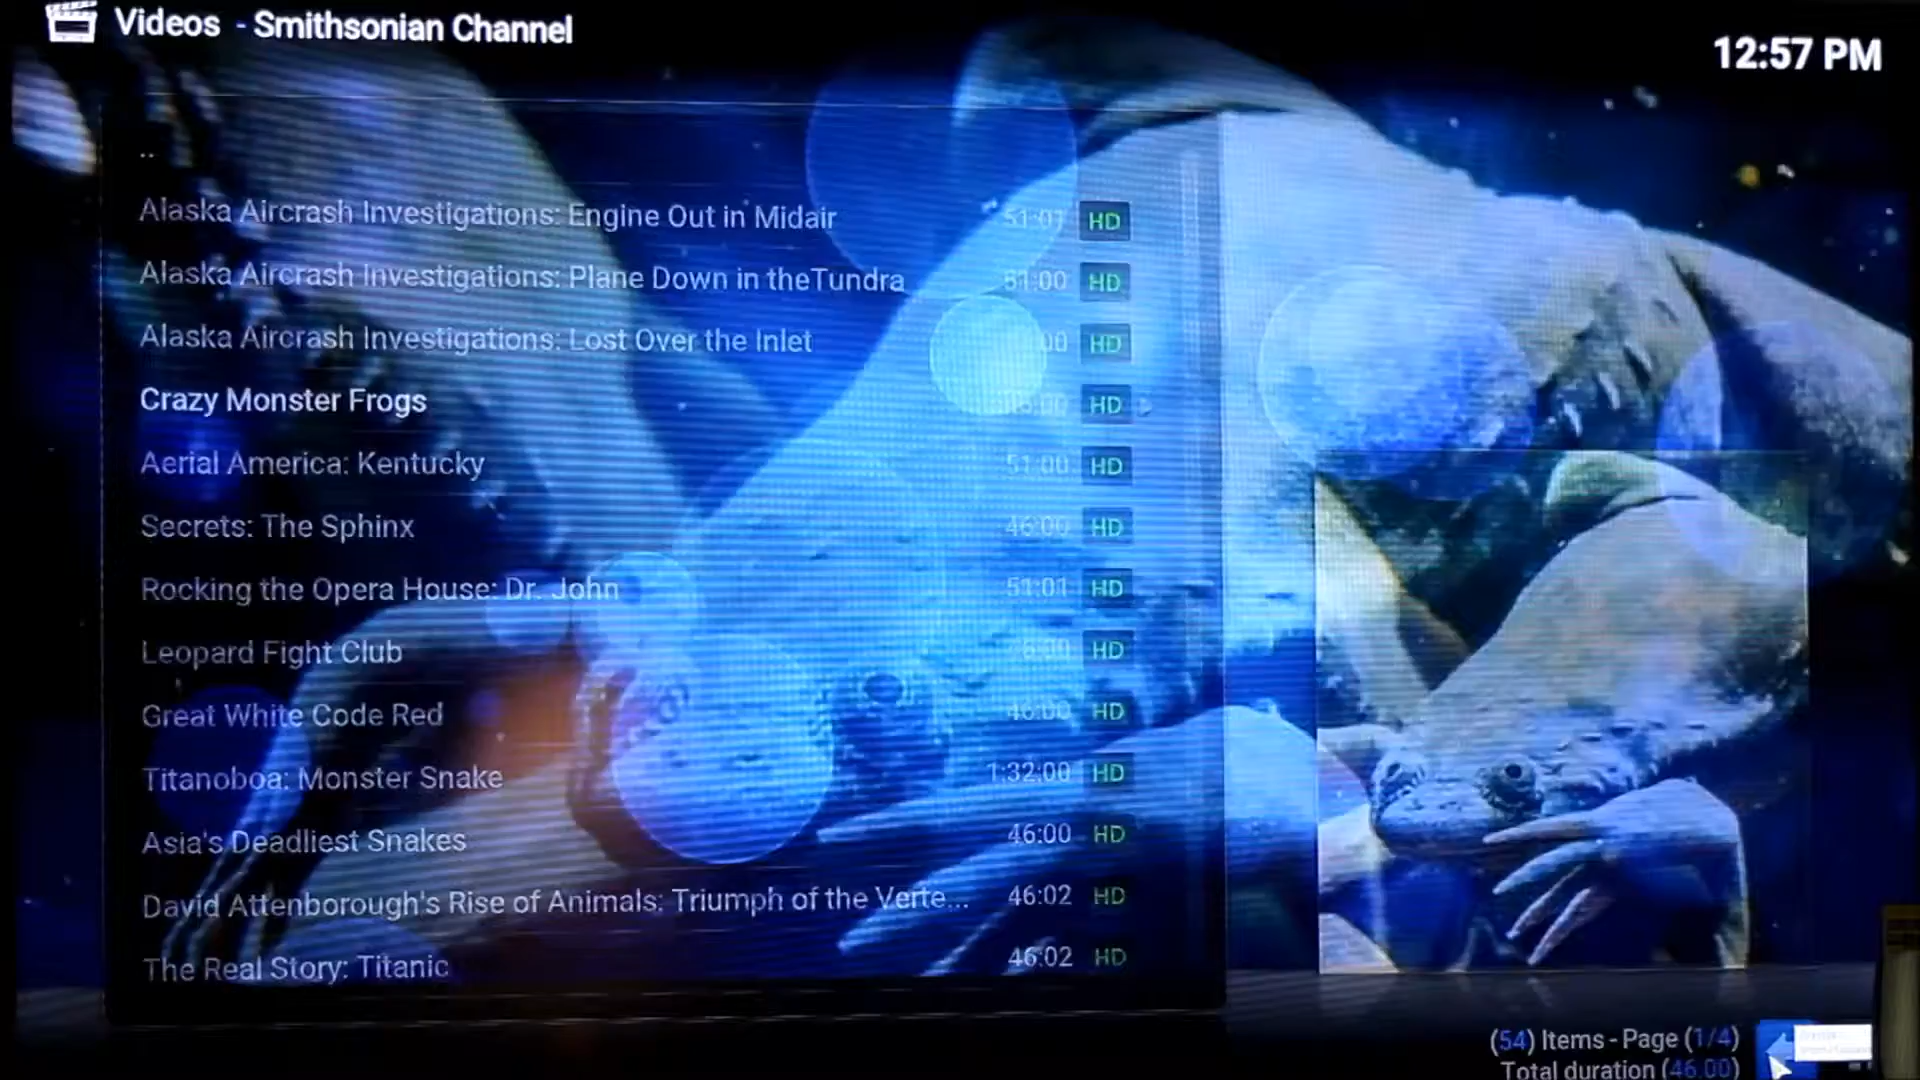 Videos - Smithsonian Channel
12:57 PM
..
Alaska Aircrash Investigations: Engine Out in Midair 51:01 HD
Alaska Aircrash Investigations: Plane Down in theTundra 51:00 HD
Alaska Aircrash Investigations: Lost Over the Inlet HD
Crazy Monster Frogs HD
Aerial America: Kentucky 51:00 HD
Secrets: The Sphinx 46:00 HD
Rocking the Opera House: Dr. John 51:01 HD
Leopard Fight Club HD
Great White Code Red 46:00 HD
Titanoboa: Monster Snake 1:32:00 HD
Asia's Deadliest Snakes 46:00 HD
David Attenborough's Rise of Animals: Triumph of the Verte... 46:02 HD
The Real Story: Titanic 46:02 HD
(54) Items - Page (1/4)
Total duration (46:00)